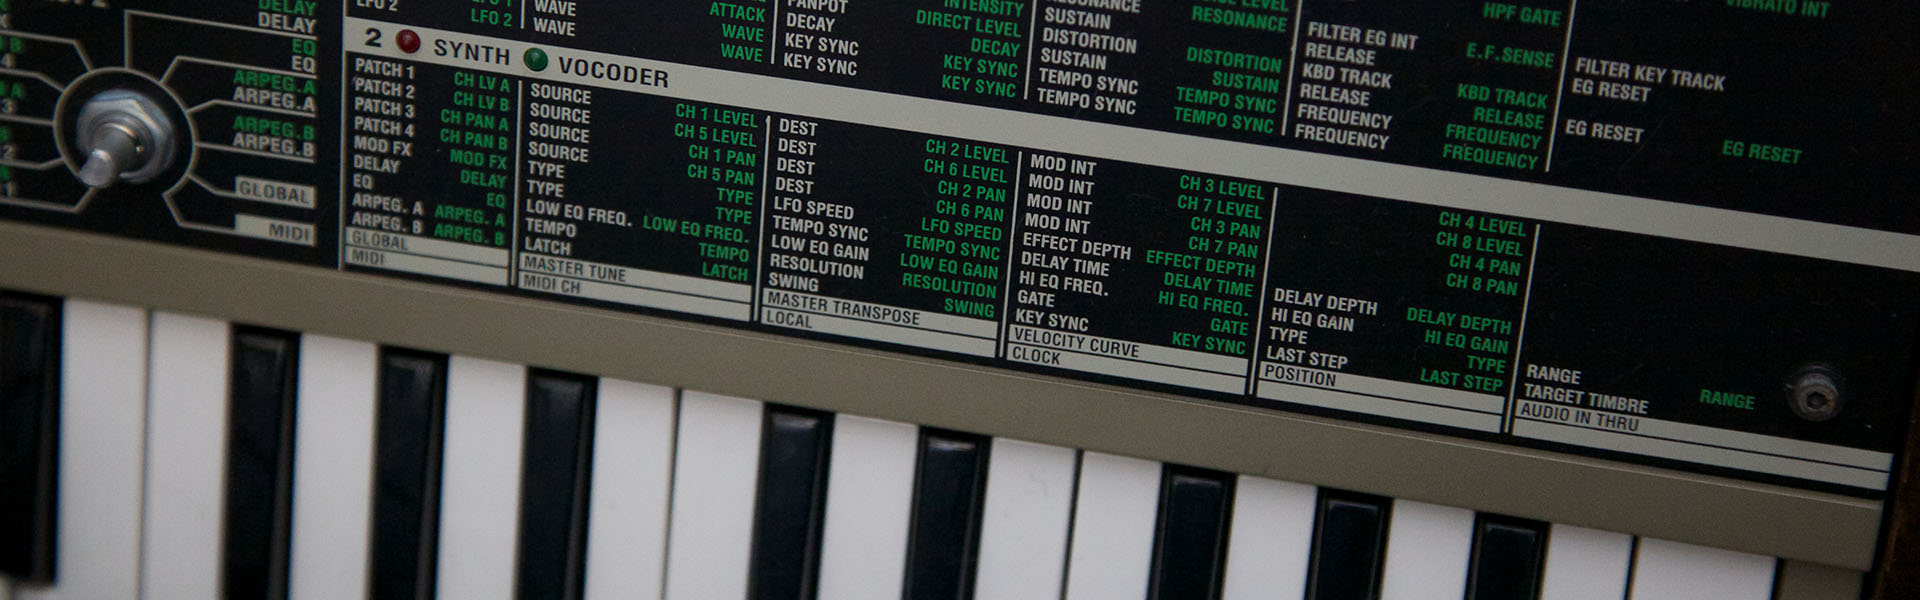 DELAY
DELAY
EQ
EQ
ARPEG.A
ARPEG.A
ARPEG.B
ARPEG.B
GLOBAL
MIDI
LFO 2
LFO 2
WAVE
WAVE
ATTACK
WAVE
WAVE
PANPOT
DECAY
KEY SYNC
KEY SYNC
INTENSITY
DIRECT LEVEL
DECAY
KEY SYNC
KEY SYNC
RESONANCE
SUSTAIN
DISTORTION
SUSTAIN
TEMPO SYNC
TEMPO SYNC
RESONANCE
DISTORTION
SUSTAIN
TEMPO SYNC
TEMPO SYNC
FILTER EG INT
RELEASE
KBD TRACK
RELEASE
FREQUENCY
FREQUENCY
HPF GATE
E.F.SENSE
KBD TRACK
RELEASE
FREQUENCY
FREQUENCY
FILTER KEY TRACK
EG RESET
EG RESET
VIBRATO INT
EG RESET
2 SYNTH VOCODER
PATCH 1
PATCH 2
PATCH 3
PATCH 4
MOD FX
DELAY
EQ
ARPEG. A
ARPEG. B
GLOBAL
MIDI
CH LV A
CH LV B
CH PAN A
CH PAN B
MOD FX
DELAY
EQ
ARPEG. A
ARPEG. B
SOURCE
SOURCE
SOURCE
SOURCE
TYPE
TYPE
LOW EQ FREQ.
TEMPO
LATCH
MASTER TUNE
MIDI CH
CH 1 LEVEL
CH 5 LEVEL
CH 1 PAN
CH 5 PAN
TYPE
TYPE
LOW EQ FREQ.
TEMPO
LATCH
DEST
DEST
DEST
DEST
LFO SPEED
TEMPO SYNC
LOW EQ GAIN
RESOLUTION
SWING
MASTER TRANSPOSE
LOCAL
CH 2 LEVEL
CH 6 LEVEL
CH 2 PAN
CH 6 PAN
LFO SPEED
TEMPO SYNC
LOW EQ GAIN
RESOLUTION
SWING
MOD INT
MOD INT
MOD INT
MOD INT
EFFECT DEPTH
DELAY TIME
HI EQ FREQ.
GATE
KEY SYNC
VELOCITY CURVE
CLOCK
CH 3 LEVEL
CH 7 LEVEL
CH 3 PAN
CH 7 PAN
EFFECT DEPTH
DELAY TIME
HI EQ FREQ.
GATE
KEY SYNC
DELAY DEPTH
HI EQ GAIN
TYPE
LAST STEP
POSITION
CH 4 LEVEL
CH 8 LEVEL
CH 4 PAN
CH 8 PAN
DELAY DEPTH
HI EQ GAIN
TYPE
LAST STEP
RANGE
TARGET TIMBRE
AUDIO IN THRU
RANGE